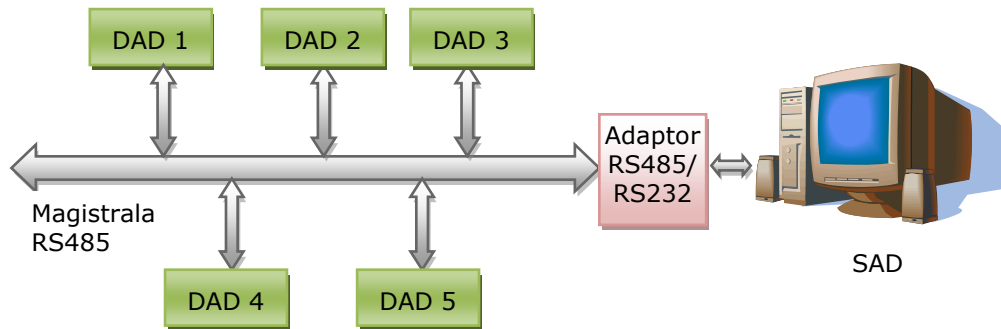 DAD 1
DAD 2
DAD 3
Adaptor
RS485/
RS232
Magistrala
RS485
SAD
DAD 4
DAD 5